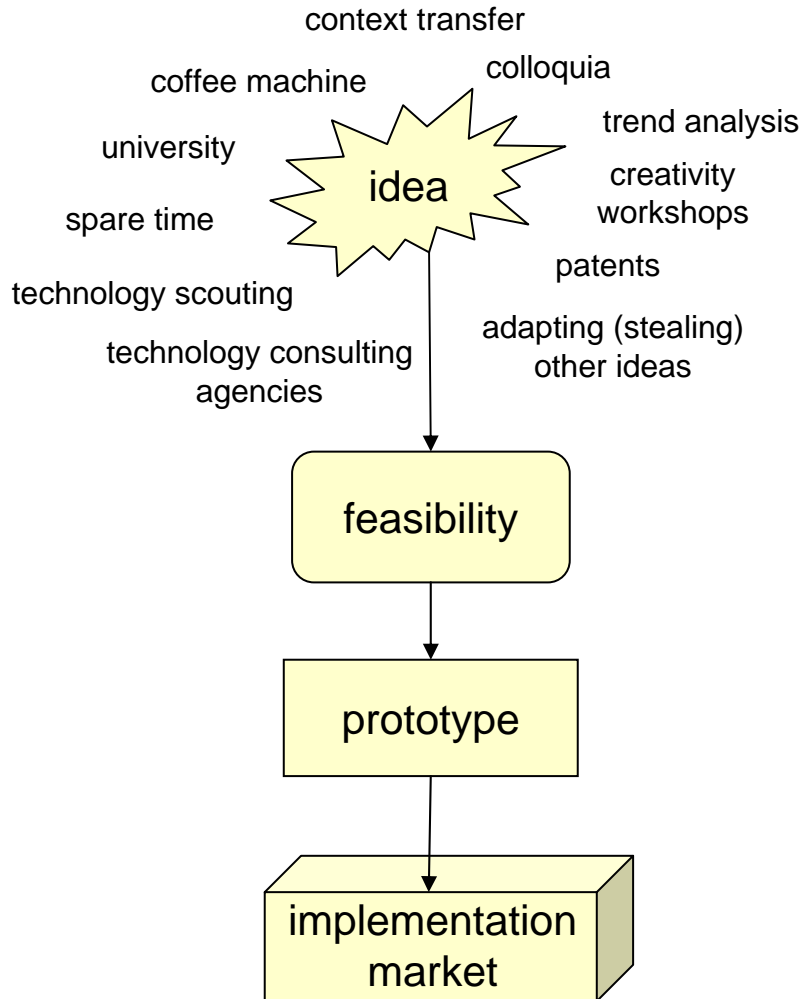 context transfer
coffee machine
colloquia
trend analysis
university
idea
creativity
workshops
spare time
patents
technology scouting
adapting (stealing)
other ideas
technology consulting
agencies
feasibility
prototype
implementation
market